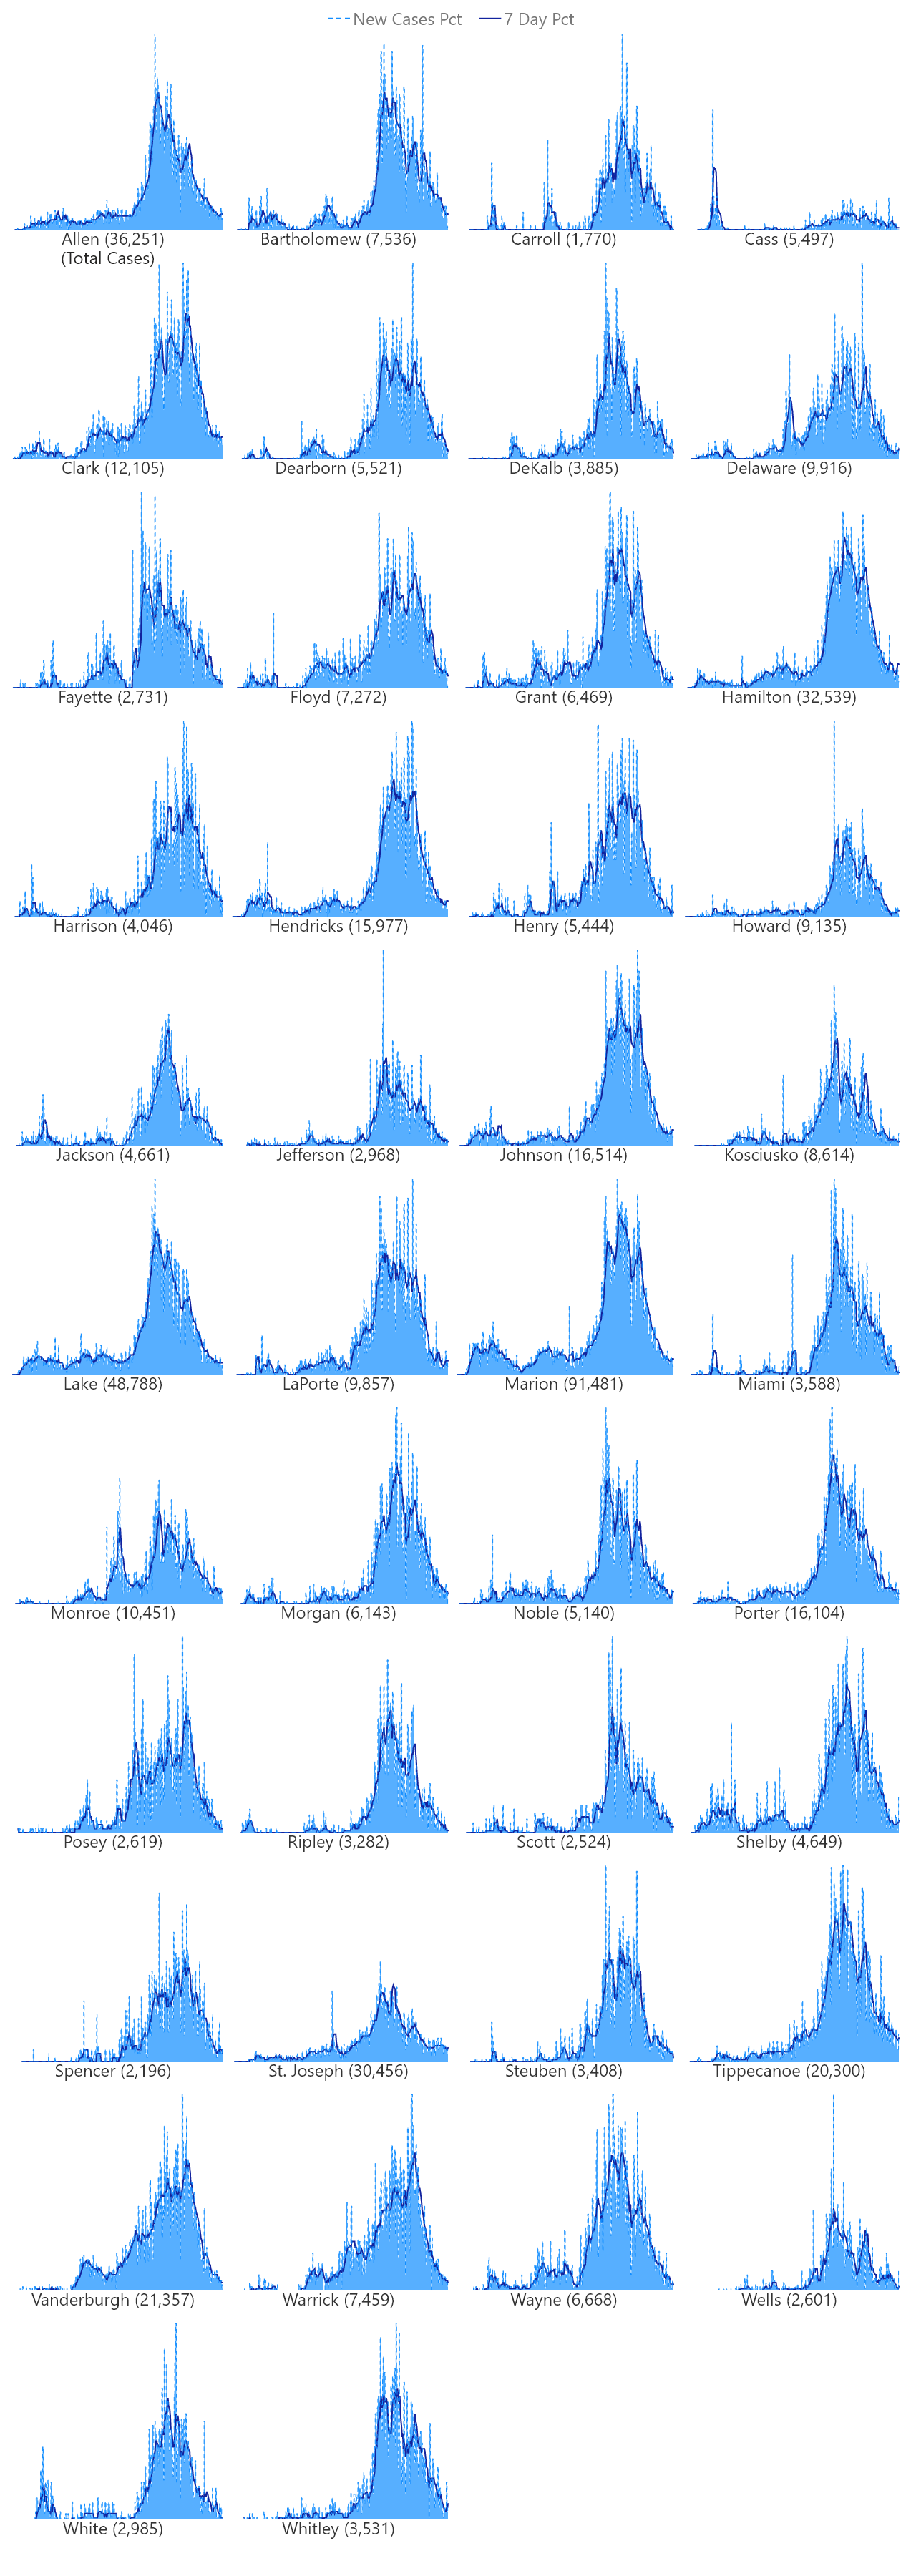 New Cases Pct 7 Day Pct
Allen (36,251) Bartholomew (7,536) Carroll (1,770) Cass (5,497)
(Total Cases)
Clark (12,105) Dearborn (5,521) DeKalb (3,885) Delaware (9,916)
Fayette (2,731) Floyd (7,272) Grant (6,469) Hamilton (32,539)
Harrison (4,046) Hendricks (15,977) Henry (5,444) Howard (9,135)
Jackson (4,661) Jefferson (2,968) Johnson (16,514) Kosciusko (8,614)
Lake (48,788) LaPorte (9,857) Marion (91,481) Miami (3,588)
Monroe (10,451) Morgan (6,143) Noble (5,140) Porter (16,104)
Posey (2,619) Ripley (3,282) Scott (2,524) Shelby (4,649)
Spencer (2,196) St. Joseph (30,456) Steuben (3,408) Tippecanoe (20,300)
Vanderburgh (21,357) Warrick (7,459) Wayne (6,668) Wells (2,601)
White (2,985) Whitley (3,531)